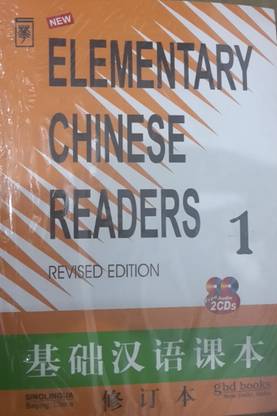 NEW
ELEMENTARY
CHINESE
READERS
1
REVISED EDITION
2CDs
基础汉语课本
SINOLINGUA
gbd books
修订本